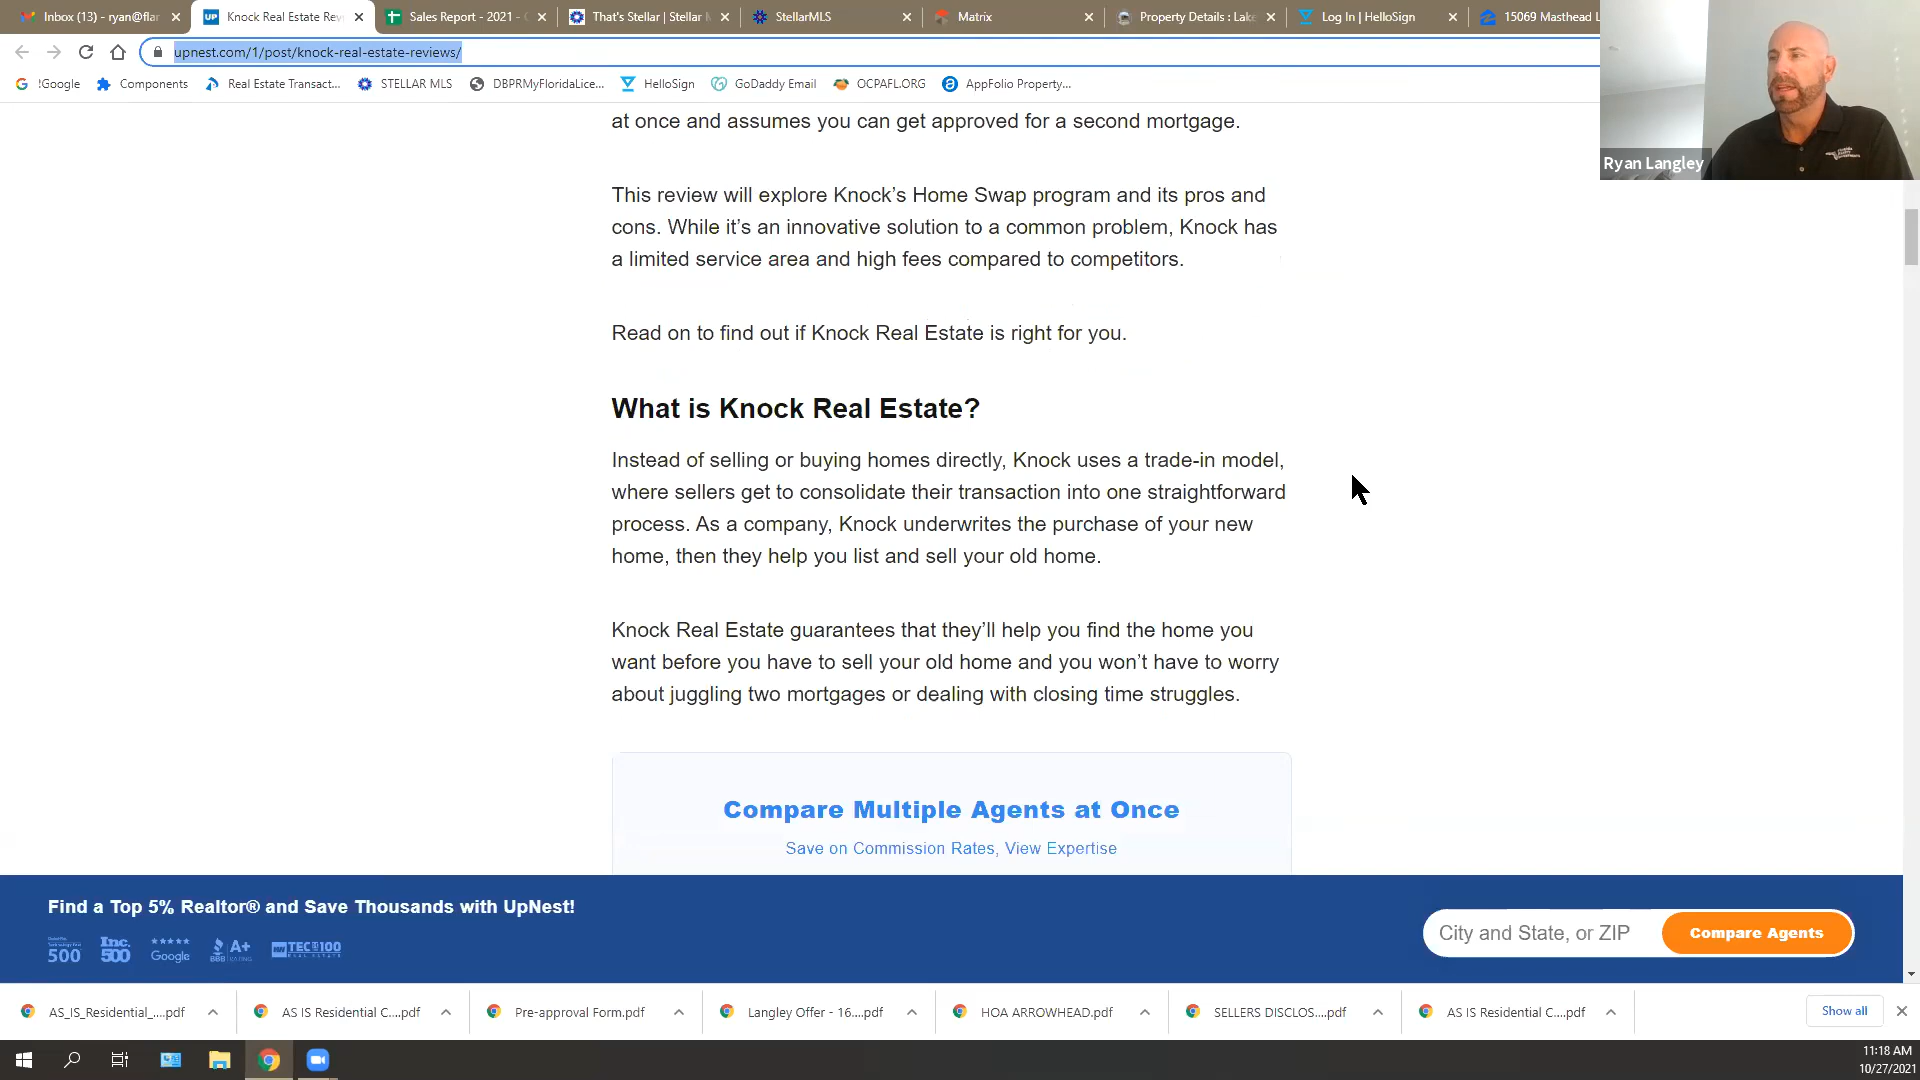 Inbox (13) - ryan@flar
Knock Real Estate Rev
Sales Report - 2021 -
That's Stellar | Stellar
StellarMLS
Matrix
Property Details : Lake
Log In | HelloSign
15069 Masthead L
upnest.com/1/post/knock-real-estate-reviews/
!Google
Components
Real Estate Transact...
STELLAR MLS
DBPRMyFloridaLice...
HelloSign
GoDaddy Email
OCPAFL.ORG
AppFolio Property...
Ryan Langley
at once and assumes you can get approved for a second mortgage.
This review will explore Knock’s Home Swap program and its pros and
cons. While it’s an innovative solution to a common problem, Knock has
a limited service area and high fees compared to competitors.
Read on to find out if Knock Real Estate is right for you.
What is Knock Real Estate?
Instead of selling or buying homes directly, Knock uses a trade-in model,
where sellers get to consolidate their transaction into one straightforward
process. As a company, Knock underwrites the purchase of your new
home, then they help you list and sell your old home.
Knock Real Estate guarantees that they’ll help you find the home you
want before you have to sell your old home and you won’t have to worry
about juggling two mortgages or dealing with closing time struggles.
Compare Multiple Agents at Once
Save on Commission Rates, View Expertise
Find a Top 5% Realtor® and Save Thousands with UpNest!
500
Inc. 500
Google
BBB A+ RATING
TEC 100
City and State, or ZIP
Compare Agents
AS_IS_Residential_....pdf
AS IS Residential C....pdf
Pre-approval Form.pdf
Langley Offer - 16....pdf
HOA ARROWHEAD.pdf
SELLERS DISCLOS....pdf
AS IS Residential C....pdf
Show all
11:18 AM
10/27/2021